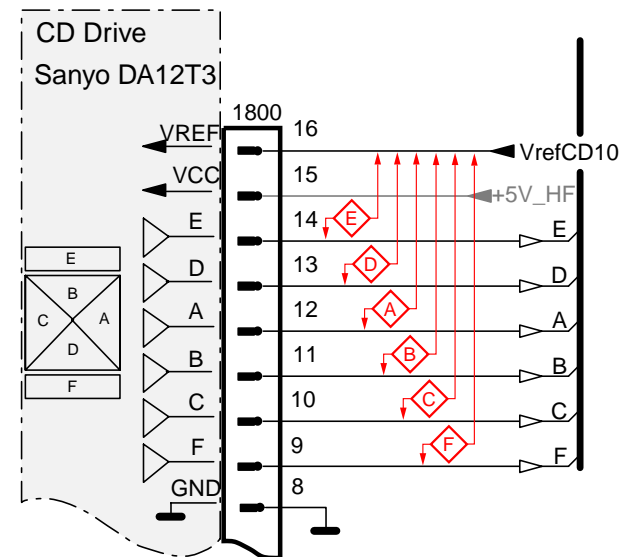 CD Drive
Sanyo DA12T3
1800
VREF 16 VrefCD10
VCC 15 +5V_HF
E 14 E E
D 13 D D
A 12 A A
B 11 B B
C 10 C C
F 9 F F
GND 8
E
B
C A
D
F